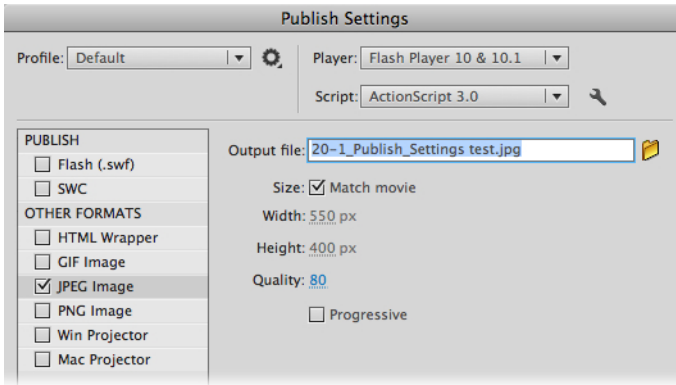 Publish Settings
Profile: Default
Player: Flash Player 10 & 10.1
Script: ActionScript 3.0
PUBLISH
Flash (.swf)
SWC
OTHER FORMATS
HTML Wrapper
GIF Image
JPEG Image
PNG Image
Win Projector
Mac Projector
Output file: 20-1_Publish_Settings test.jpg
Size: Match movie
Width: 550 px
Height: 400 px
Quality: 80
Progressive